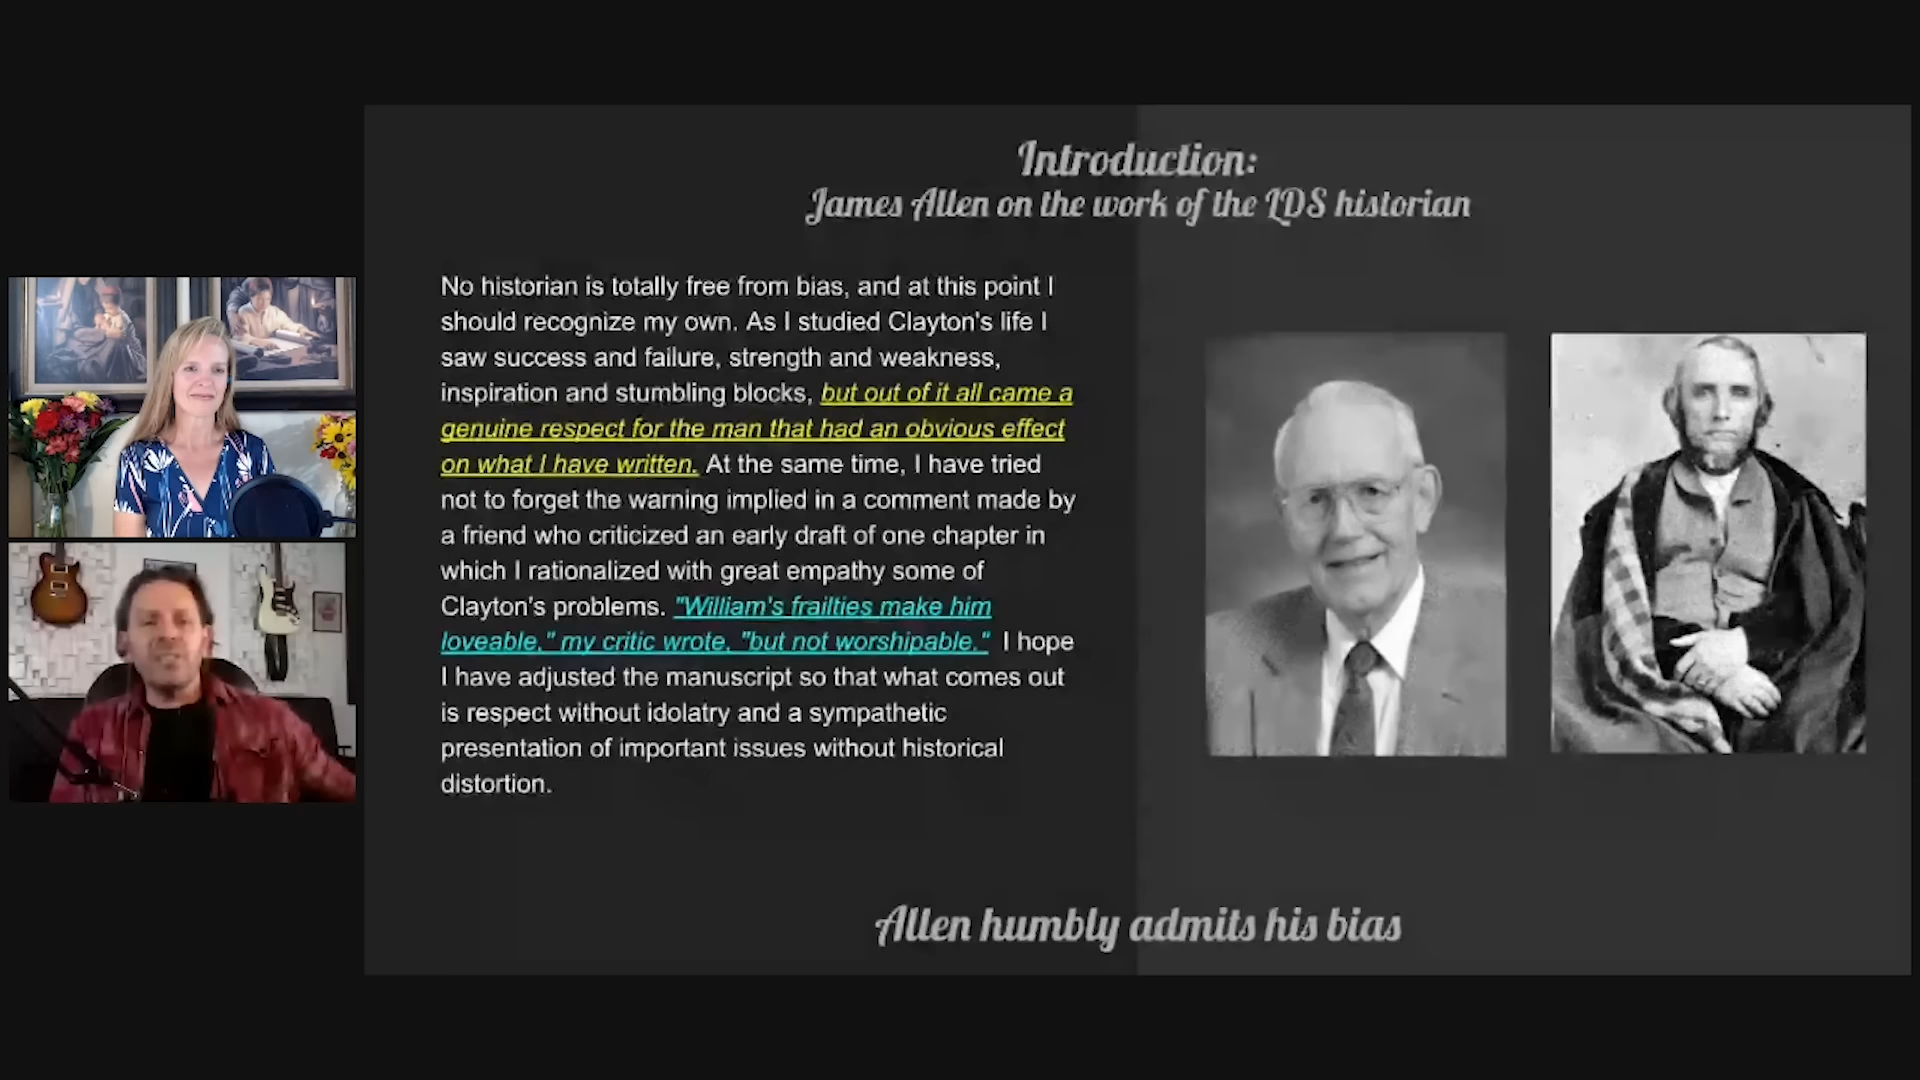 Introduction:
James Allen on the work of the LDS historian
No historian is totally free from bias, and at this point I
should recognize my own. As I studied Clayton's life I
saw success and failure, strength and weakness,
inspiration and stumbling blocks, but out of it all came a
genuine respect for the man that had an obvious effect
on what I have written. At the same time, I have tried
not to forget the warning implied in a comment made by
a friend who criticized an early draft of one chapter in
which I rationalized with great empathy some of
Clayton's problems. "William's frailties make him
loveable," my critic wrote, "but not worshipable." I hope
I have adjusted the manuscript so that what comes out
is respect without idolatry and a sympathetic
presentation of important issues without historical
distortion.
Allen humbly admits his bias